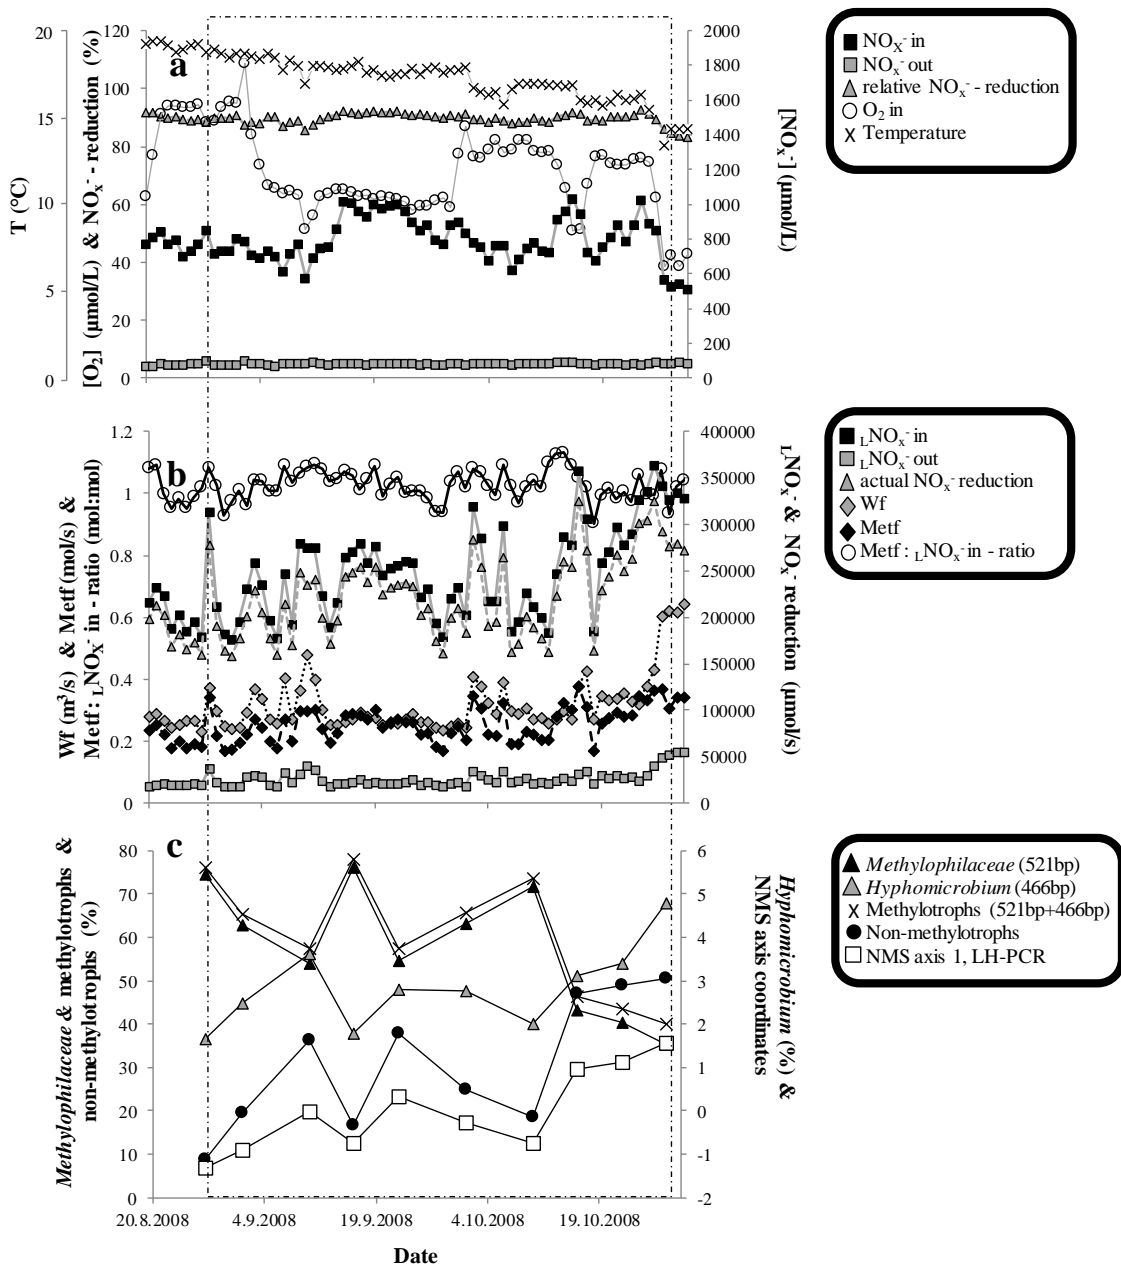 a
20
15
10
5
0
T (°C)
120
100
80
60
40
20
0
[O₂] (µmol/L) & NOₓ⁻ - reduction (%)
2000
1800
1600
1400
1200
1000
800
600
400
200
0
[NOₓ⁻] (µmol/L)
NOₓ⁻ in
NOₓ⁻ out
relative NOₓ⁻ - reduction
O₂ in
Temperature
b
1.2
1
0.8
0.6
0.4
0.2
0
Wf (m³/s) & Metf (mol/s) &
Metf : ʟNOₓ⁻ in - ratio (mol:mol)
400000
350000
300000
250000
200000
150000
100000
50000
0
ʟNOₓ⁻ & NOₓ⁻ reduction (µmol/s)
ʟNOₓ⁻ in
ʟNOₓ⁻ out
actual NOₓ⁻ reduction
Wf
Metf
Metf : ʟNOₓ⁻ in - ratio
c
80
70
60
50
40
30
20
10
0
Methylophilaceae & methylotrophs &
non-methylotrophs (%)
6
5
4
3
2
1
0
-1
-2
Hyphomicrobium (%) &
NMS axis coordinates
Methylophilaceae (521bp)
Hyphomicrobium (466bp)
Methylotrophs (521bp+466bp)
Non-methylotrophs
NMS axis 1, LH-PCR
20.8.2008
4.9.2008
19.9.2008
4.10.2008
19.10.2008
Date